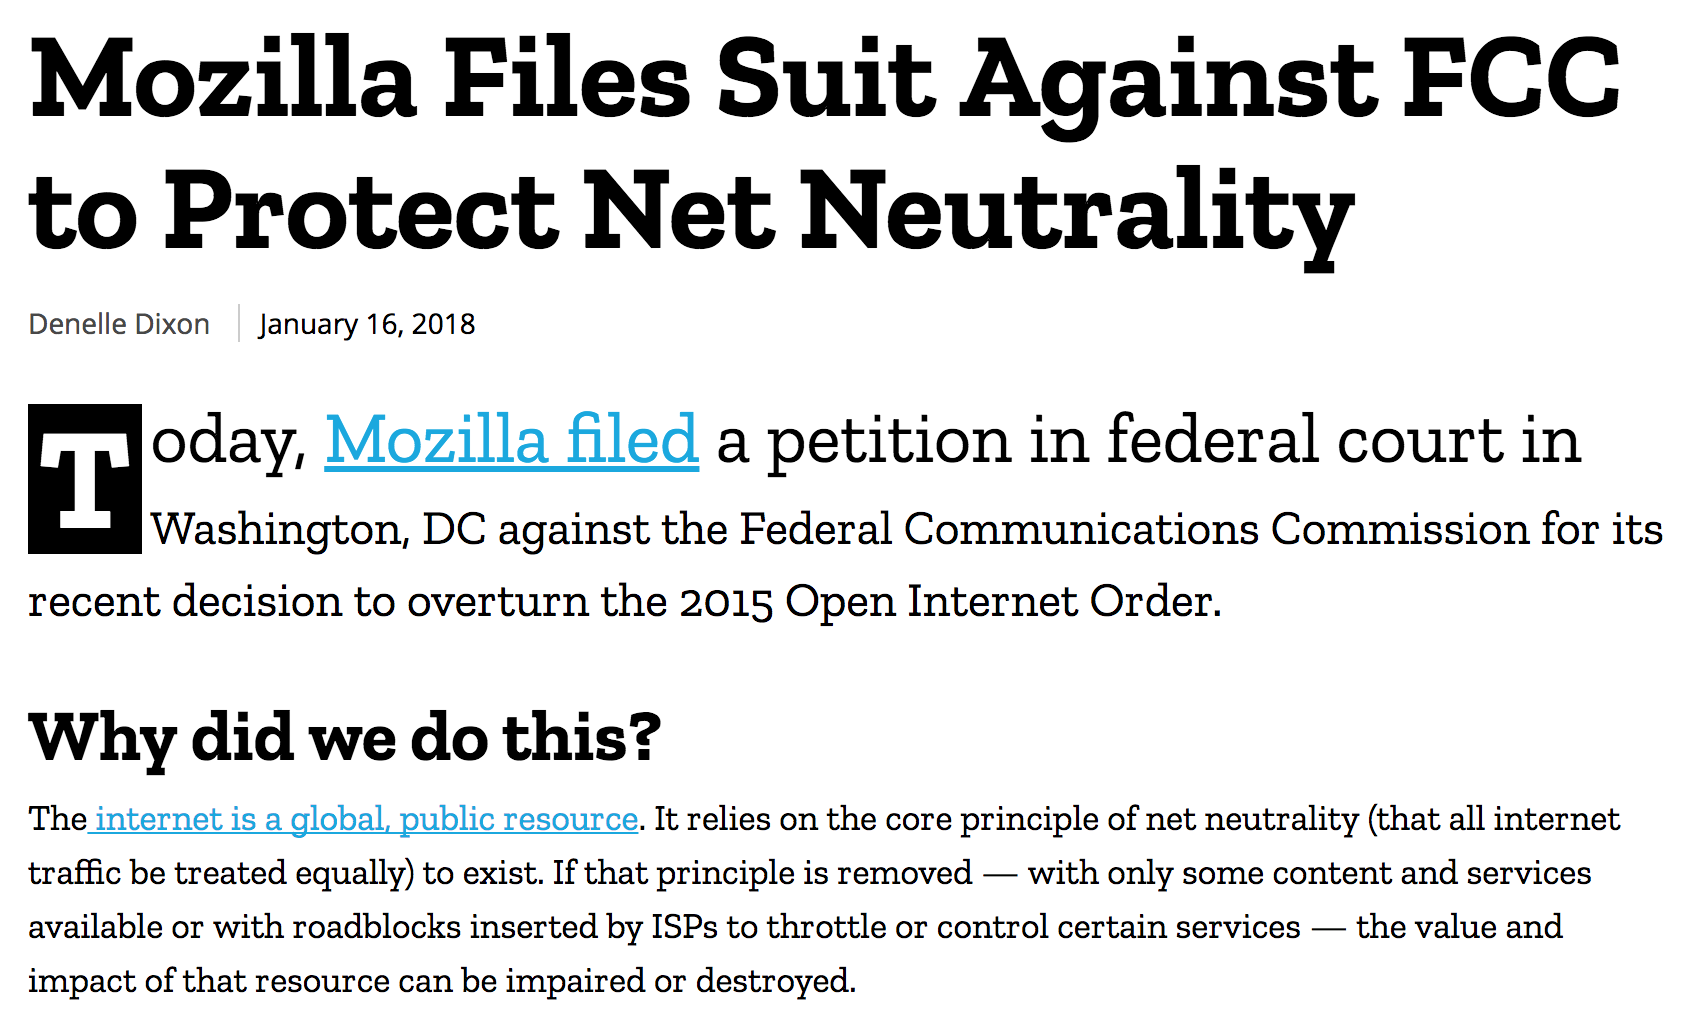 Mozilla Files Suit Against FCC
to Protect Net Neutrality
Denelle Dixon
January 16, 2018
Today, Mozilla filed a petition in federal court in
Washington, DC against the Federal Communications Commission for its
recent decision to overturn the 2015 Open Internet Order.
Why did we do this?
The internet is a global, public resource. It relies on the core principle of net neutrality (that all internet
traffic be treated equally) to exist. If that principle is removed — with only some content and services
available or with roadblocks inserted by ISPs to throttle or control certain services — the value and
impact of that resource can be impaired or destroyed.